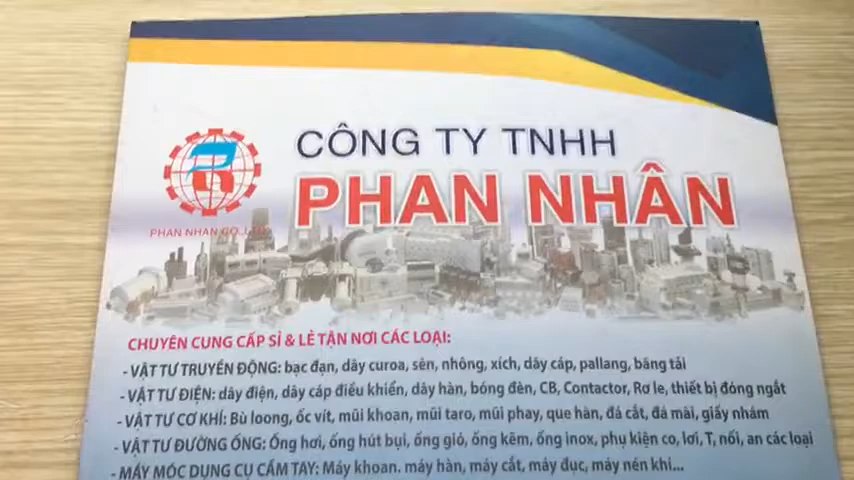 CÔNG TY TNHH
PHAN NHÂN
PHAN NHAN CO.,LTD
CHUYÊN CUNG CẤP SỈ & LẺ TẬN NƠI CÁC LOẠI:
- VẬT TƯ TRUYỀN ĐỘNG: bạc đạn, dây curoa, sên, nhông, xích, dây cáp, pallang, băng tải
- VẬT TƯ ĐIỆN: dây điện, dây cáp điều khiển, dây hàn, bóng đèn, CB, Contactor, Rơ le, thiết bị đóng ngắt
- VẬT TƯ CƠ KHÍ: Bù loong, ốc vít, mũi khoan, mũi taro, mũi phay, que hàn, đá cắt, đá mài, giấy nhám
- VẬT TƯ ĐƯỜNG ỐNG: Ống hơi, ống hút bụi, ống gió, ống kẽm, ống inox, phụ kiện co, lơi, T, nối, an các loại
- MÁY MÓC DỤNG CỤ CẦM TAY: Máy khoan. máy hàn, máy cắt, máy đục, máy nén khí...